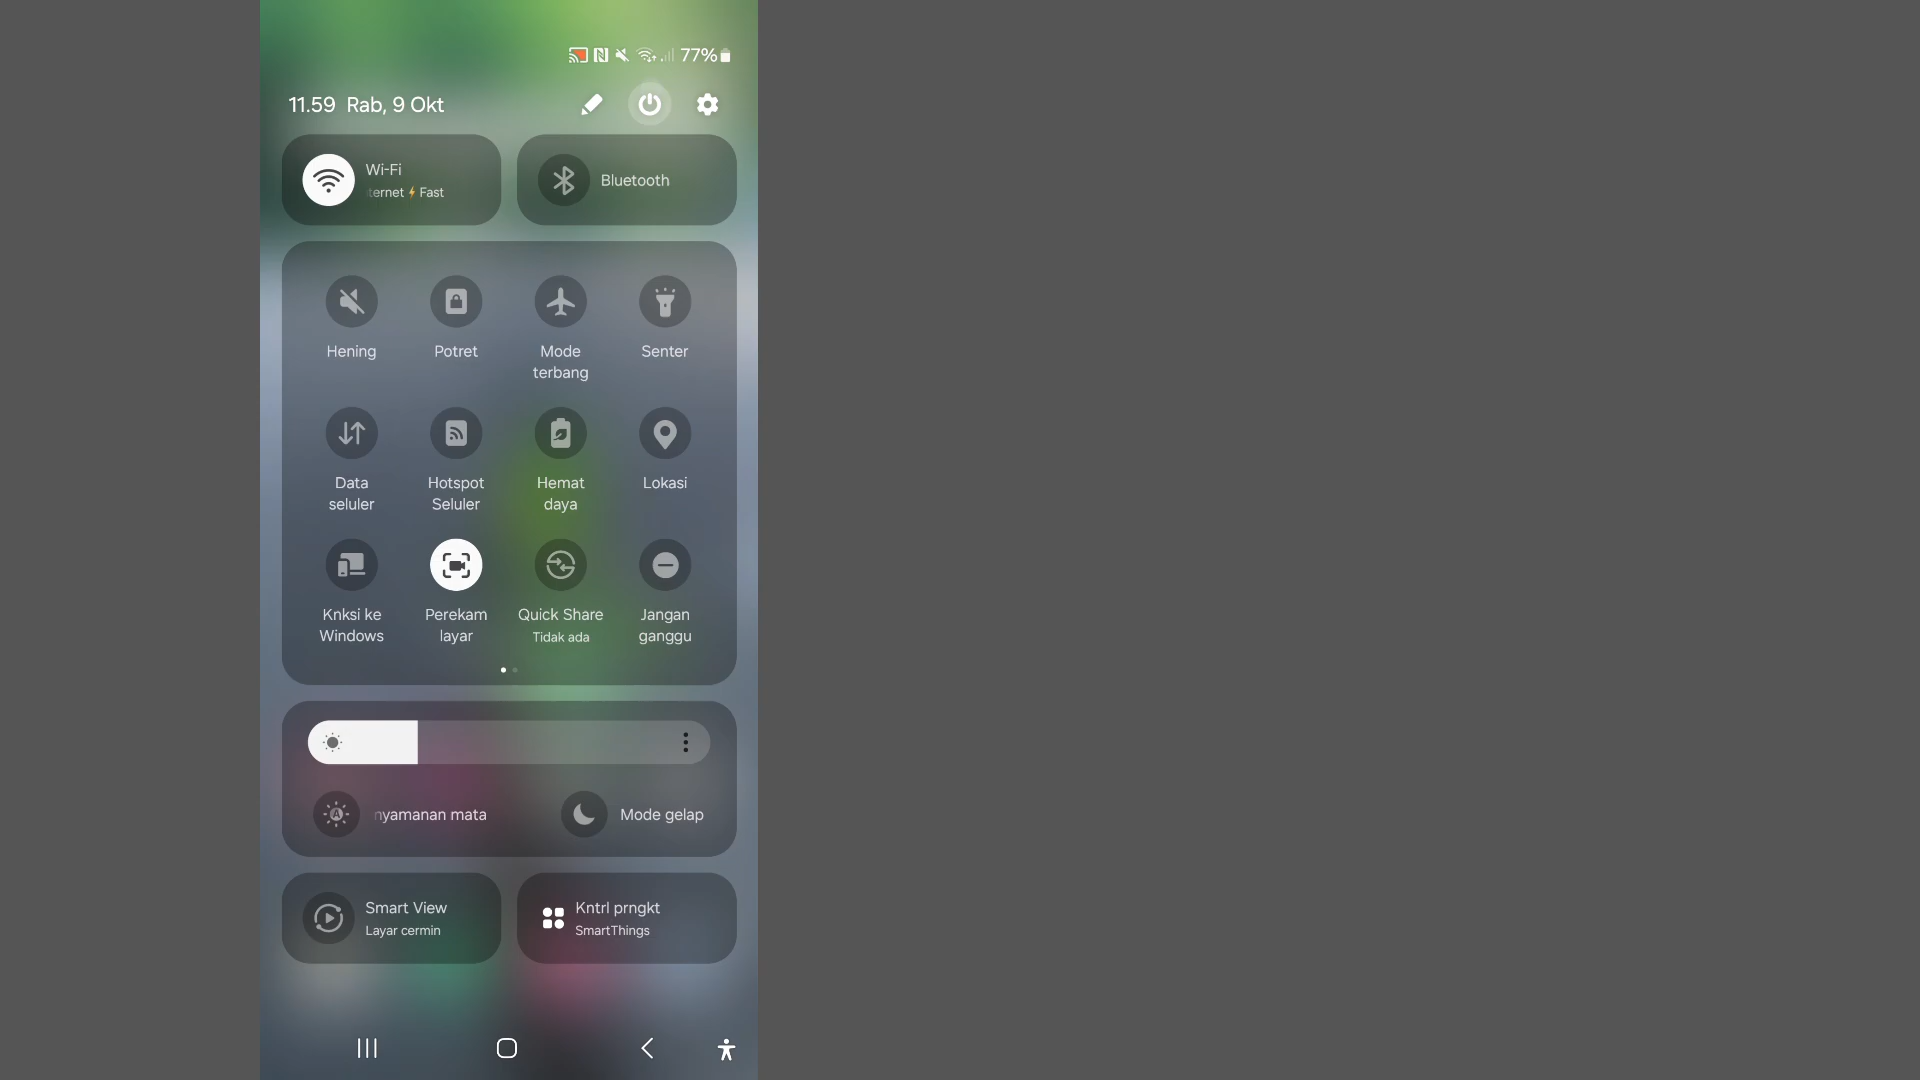 77%
11.59 Rab, 9 Okt
Wi-Fi
ternet⚡Fast
Bluetooth
Hening
Potret
Mode
terbang
Senter
Data
seluler
Hotspot
Seluler
Hemat
daya
Lokasi
Knksi ke
Windows
Perekam
layar
Quick Share
Tidak ada
Jangan
ganggu
nyamanan mata
Mode gelap
Smart View
Layar cermin
Kntrl prngkt
SmartThings